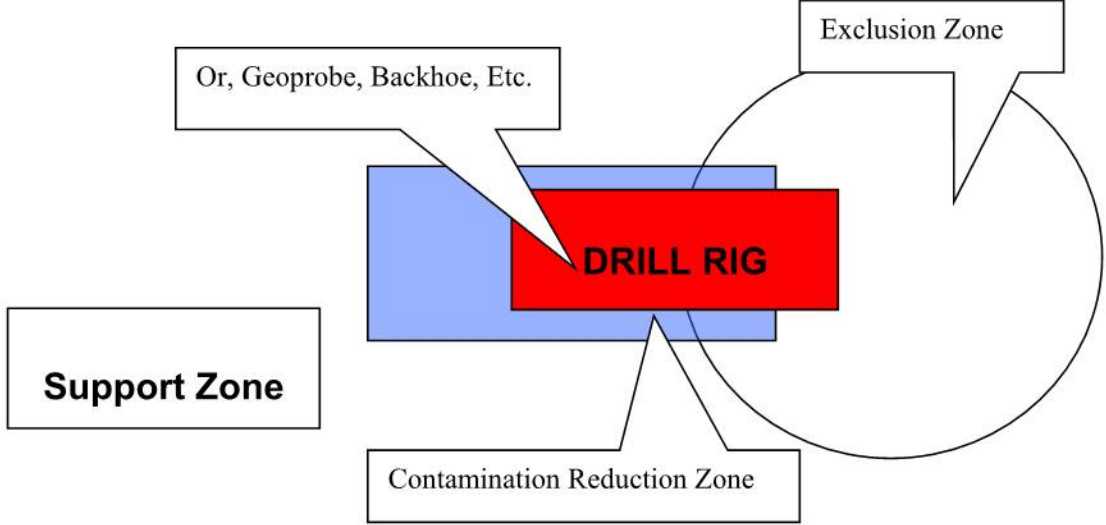 Exclusion Zone
Or, Geoprobe, Backhoe, Etc.
DRILL RIG
Support Zone
Contamination Reduction Zone